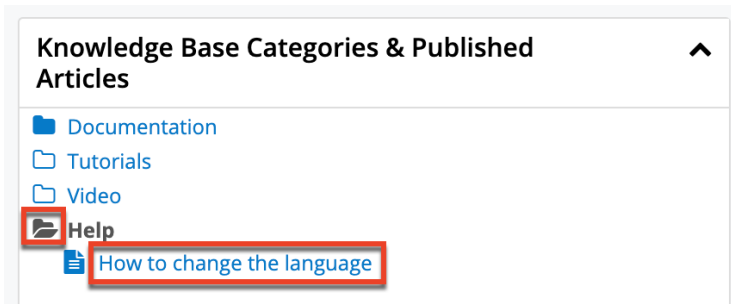 Knowledge Base Categories & Published
Articles
Documentation
Tutorials
Video
Help
How to change the language